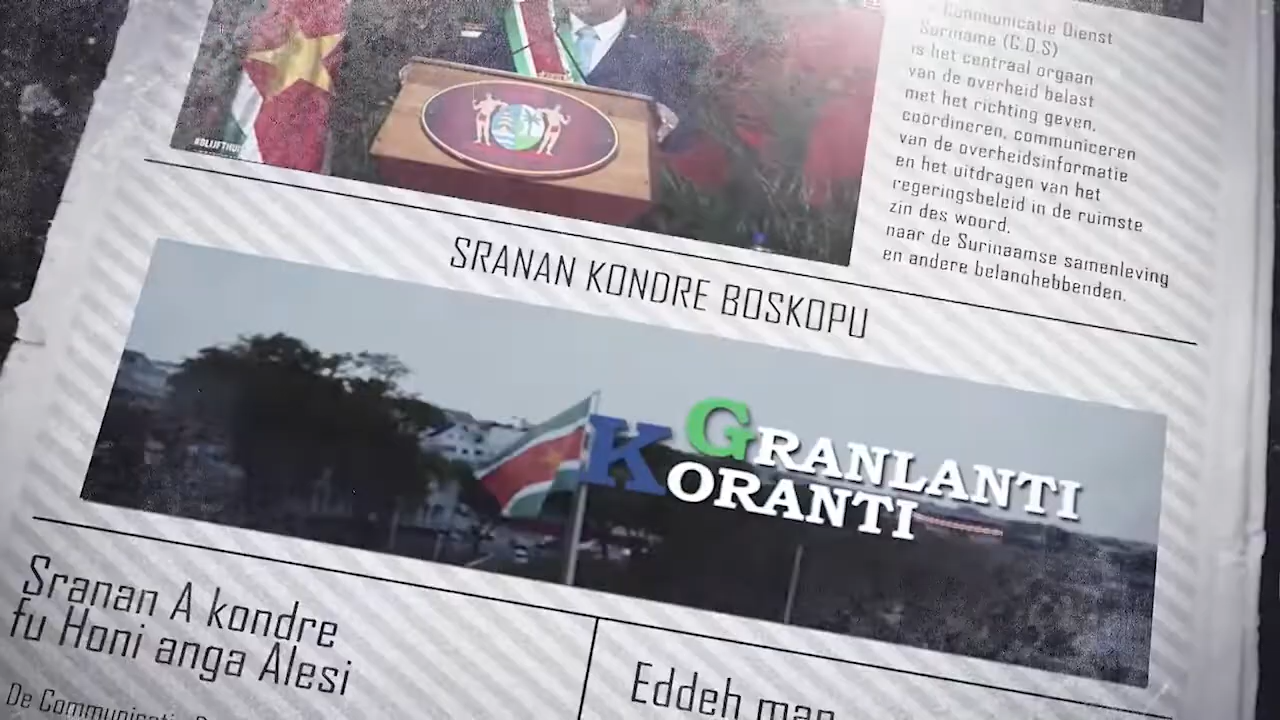 Communicatie Dienst
Suriname (C.D.S)
is het centraal orgaan
van de overheid belast
met het richting geven,
coördineren, communiceren
van de overheidsinformatie
en het uitdragen van het
regeringsbeleid in de ruimste
zin des woord.
naar de Surinaamse samenleving
en andere belanghebbenden.
SRANAN KONDRE BOSKOPU
GRANLANTI
KORANTI
Sranan A kondre
fu Honi anga Alesi
De
Eddeh man